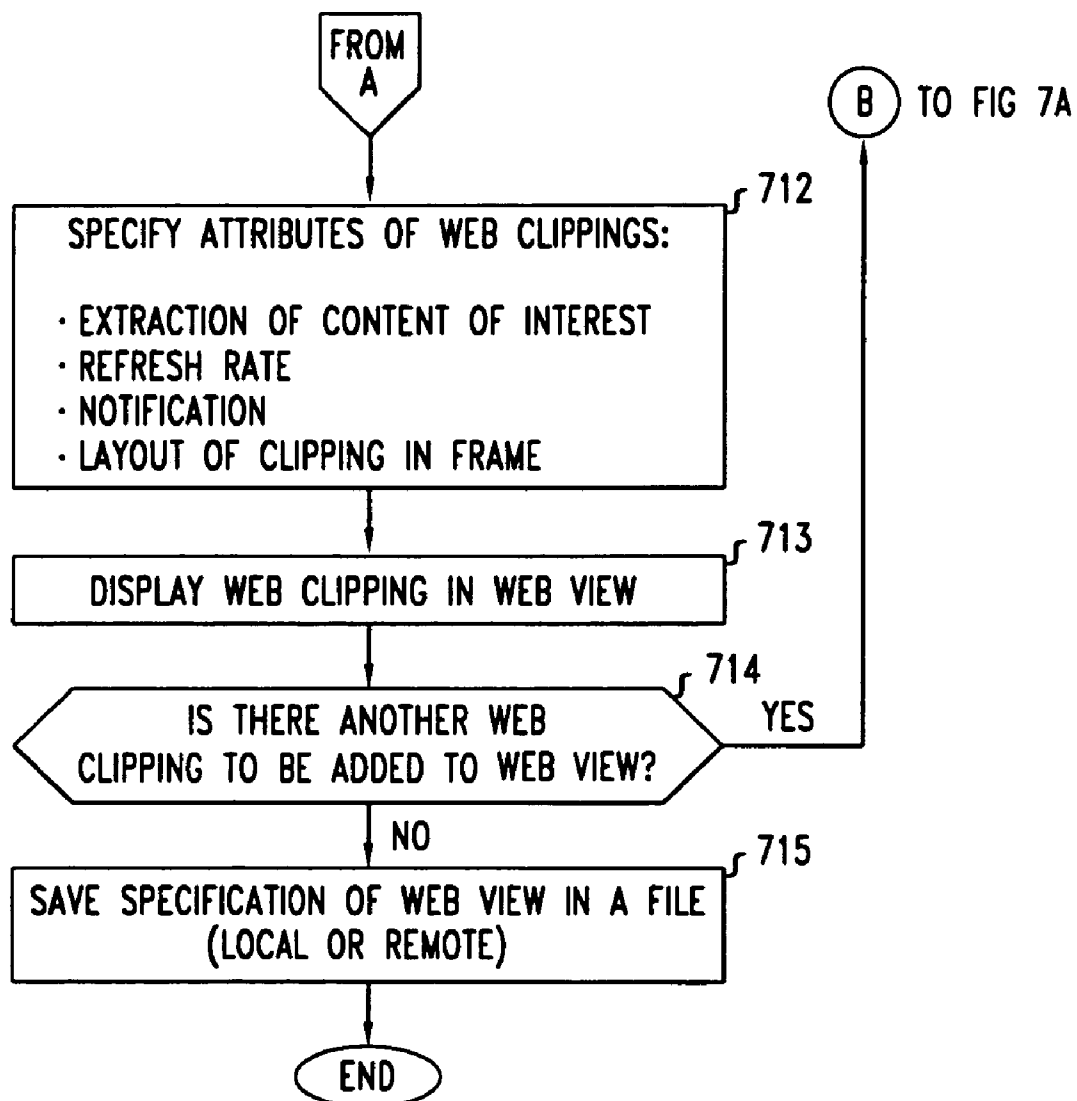 FROM
A
B TO FIG 7A
712
SPECIFY ATTRIBUTES OF WEB CLIPPINGS:
· EXTRACTION OF CONTENT OF INTEREST
· REFRESH RATE
· NOTIFICATION
· LAYOUT OF CLIPPING IN FRAME
713
DISPLAY WEB CLIPPING IN WEB VIEW
714
IS THERE ANOTHER WEB
CLIPPING TO BE ADDED TO WEB VIEW?
YES
NO
715
SAVE SPECIFICATION OF WEB VIEW IN A FILE
(LOCAL OR REMOTE)
END